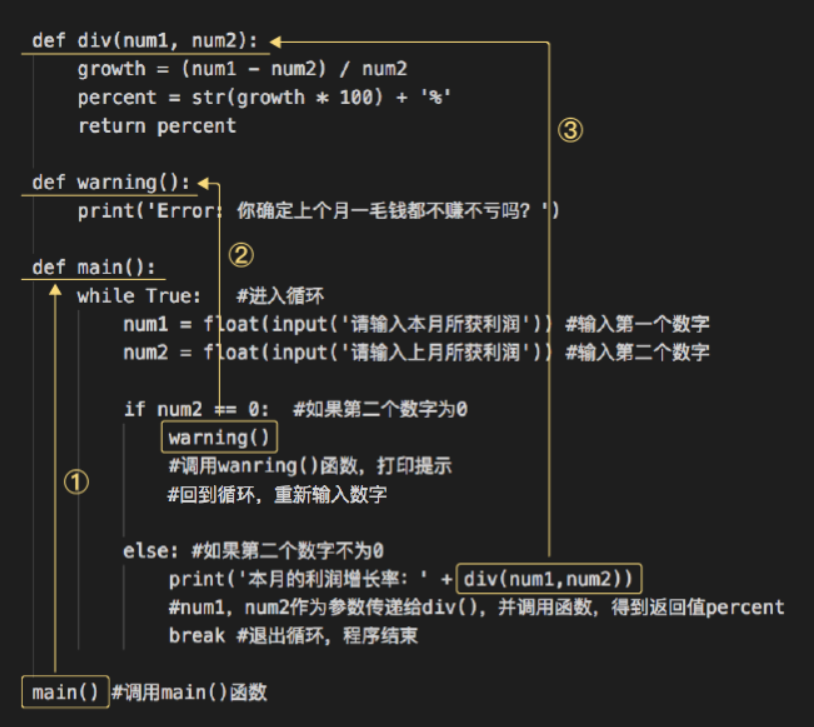 def div(num1, num2):
growth = (num1 - num2) / num2
percent = str(growth * 100) + '%'
return percent
③
def warning():
print('Error: 你确定上个月一毛钱都不赚不亏吗？')
②
def main():
while True: #进入循环
num1 = float(input('请输入本月所获利润')) #输入第一个数字
num2 = float(input('请输入上月所获利润')) #输入第二个数字
if num2 == 0: #如果第二个数字为0
warning()
#调用wanring()函数，打印提示
①
#回到循环，重新输入数字
else: #如果第二个数字不为0
print('本月的利润增长率：' + div(num1,num2))
#num1，num2作为参数传递给div()，并调用函数，得到返回值percent
break #退出循环，程序结束
main() #调用main()函数